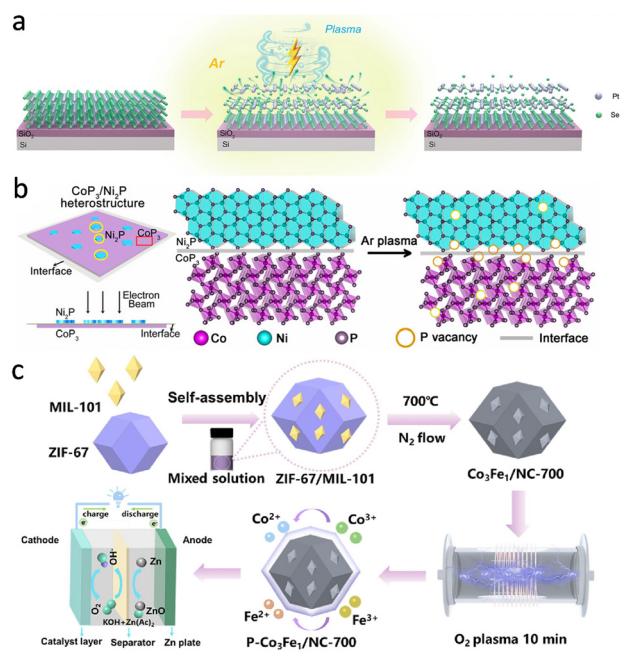 a
Plasma
Ar
SiO₂
Si
SiO₂
Si
SiO₂
Si
Pt
Se
b
CoP₃/Ni₂P
heterostructure
Ni₂P
CoP₃
Interface
Electron
Beam
Ni₂P
CoP₃
Interface
Ni₂P
CoP₃
Ar plasma
Co
Ni
P
P vacancy
Interface
c
MIL-101
ZIF-67
Self-assembly
Mixed solution
ZIF-67/MIL-101
700℃
N₂ flow
Co₃Fe₁/NC-700
O₂ plasma 10 min
Co²⁺
Co³⁺
Fe²⁺
Fe³⁺
P-Co₃Fe₁/NC-700
charge
discharge
e⁻
e⁻
Cathode
Anode
OH⁻
O₂
Zn
ZnO
KOH+Zn(Ac)₂
Catalyst layer
Separator
Zn plate